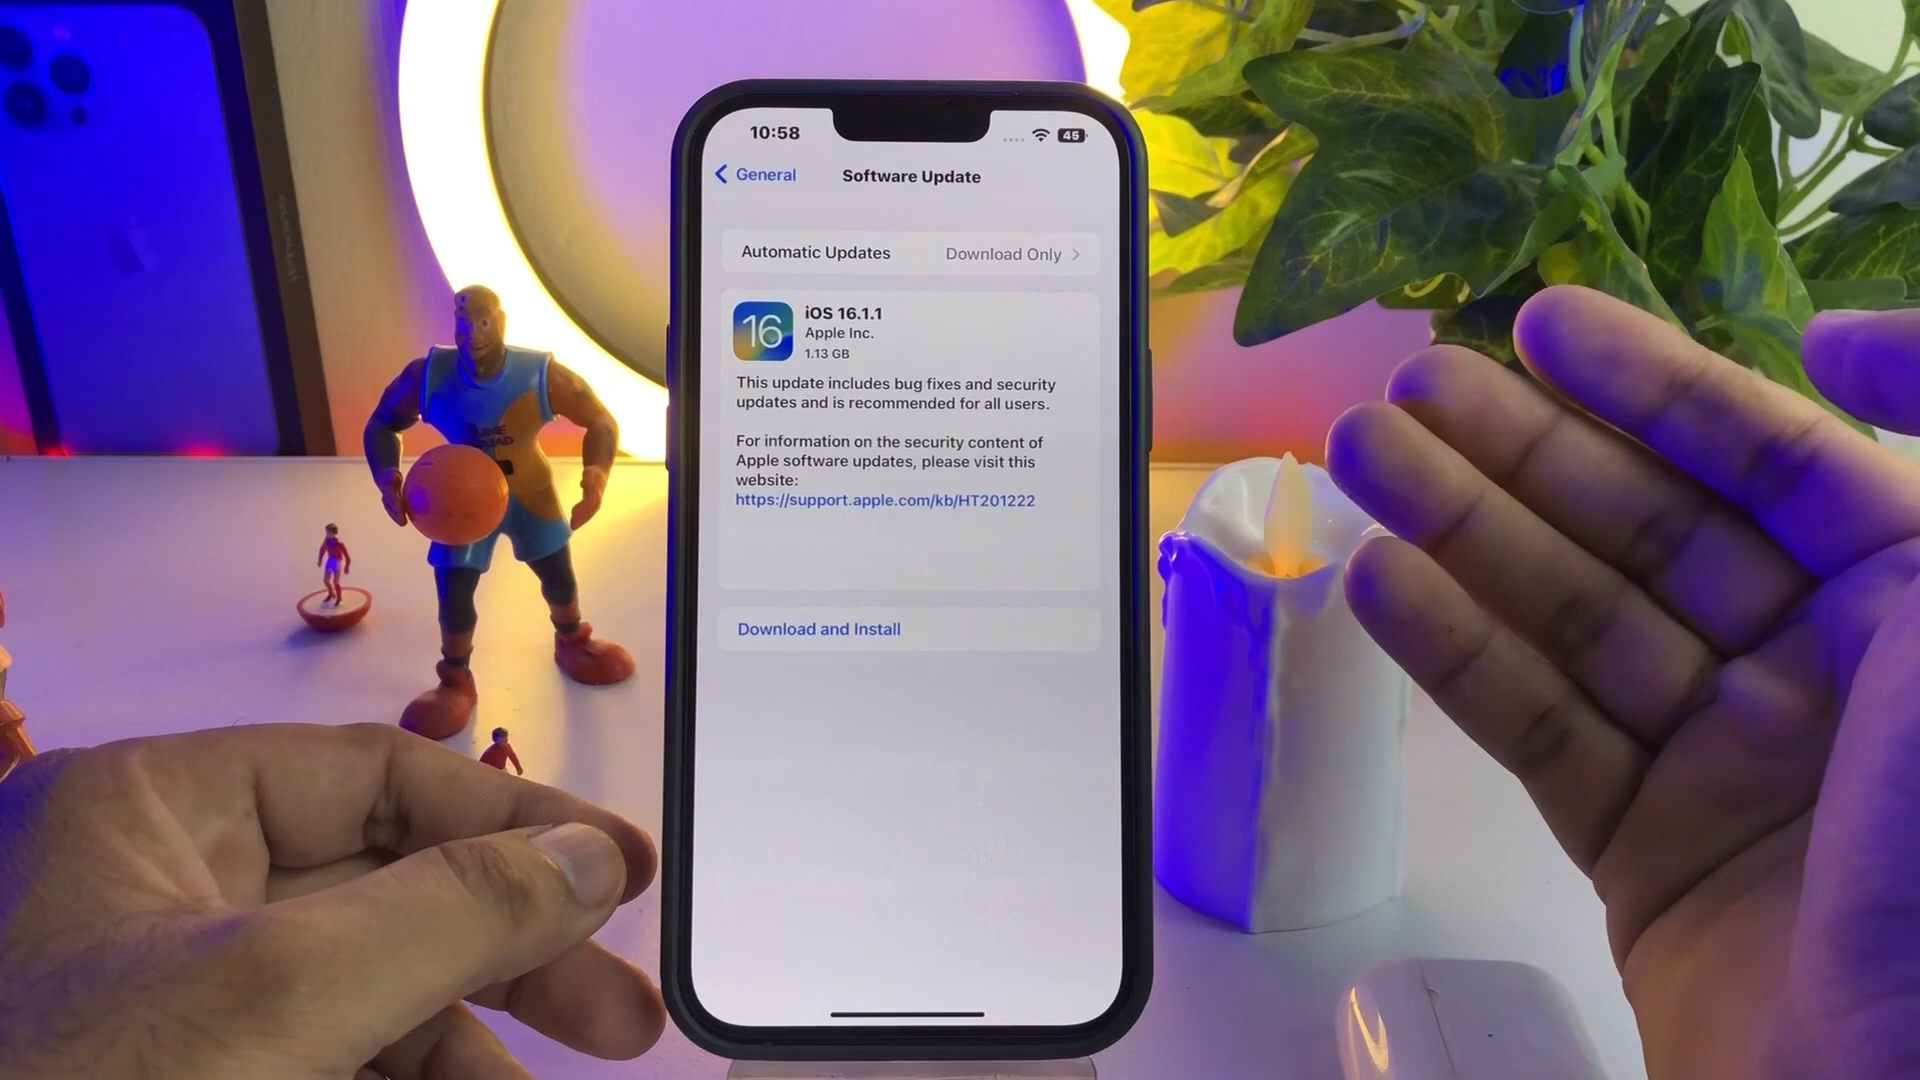 10:58
45
General
Software Update
Automatic Updates
Download Only
16
iOS 16.1.1
Apple Inc.
1.13 GB
This update includes bug fixes and security
updates and is recommended for all users.
For information on the security content of
Apple software updates, please visit this
website:
https://support.apple.com/kb/HT201222
Download and Install